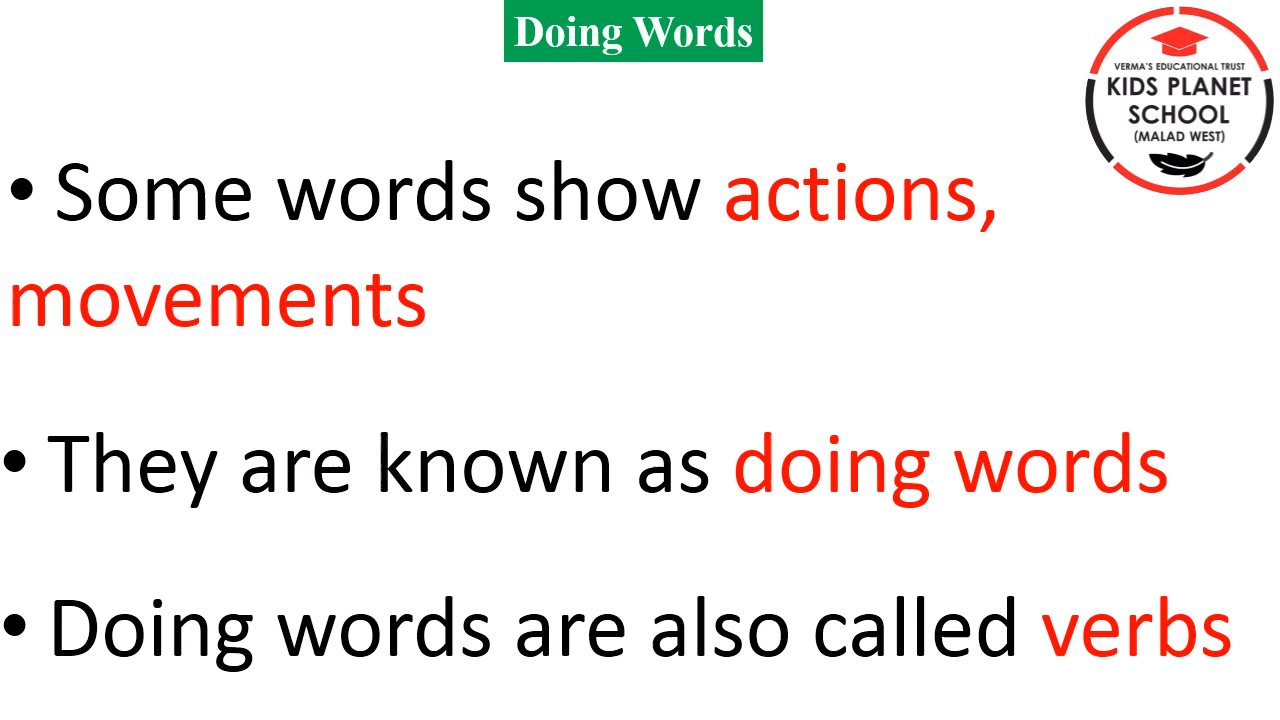 Doing Words
VERMA'S EDUCATIONAL TRUST
KIDS PLANET
SCHOOL
(MALAD WEST)
• Some words show actions,
movements
• They are known as doing words
• Doing words are also called verbs